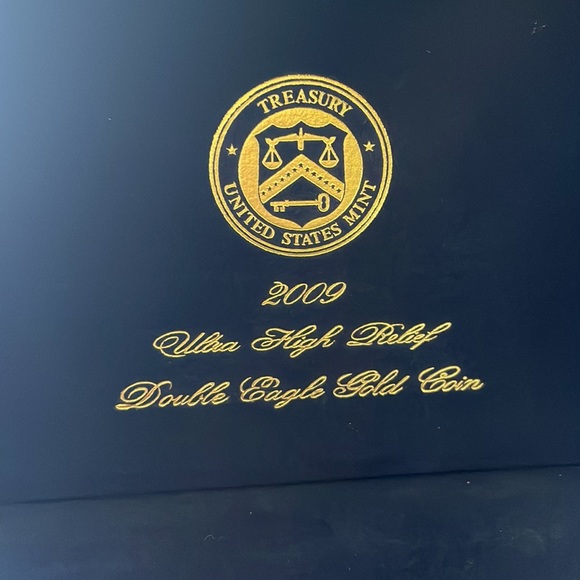 TREASURY
UNITED STATES MINT
2009
Ultra High Relief
Double Eagle Gold Coin